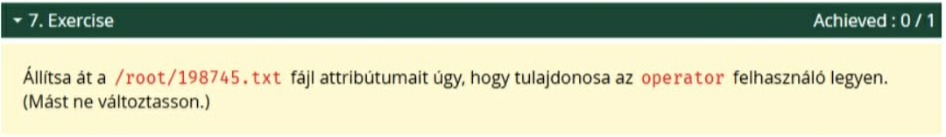 7. Exercise Achieved : 0 / 1
Állítsa át a /root/198745.txt fájl attribútumait úgy, hogy tulajdonosa az operator felhasználó legyen.
(Mást ne változtasson.)